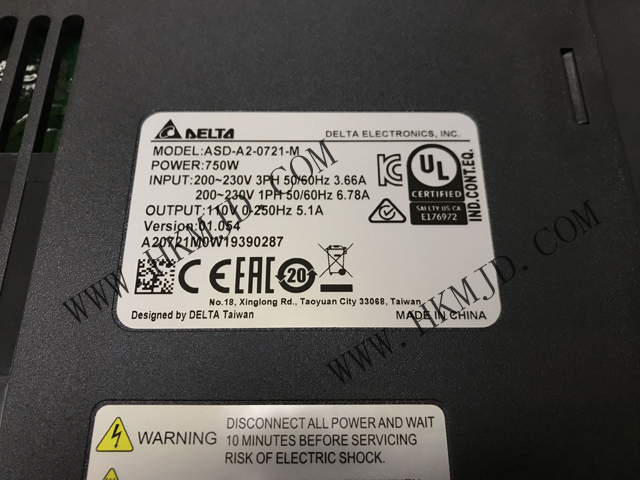 DELTA
DELTA ELECTRONICS, INC.
MODEL:ASD-A2-0721-M
POWER:750W
INPUT:200~230V 3PH 50/60Hz 3.66A
200~230V 1PH 50/60Hz 6.78A
OUTPUT:110V 0-250Hz 5.1A
Version:01.054
A20721M0W19390287
UL
CERTIFIED
SAFETY US-CA
E176972
IND.CONT.EQ.
CE EAC 20
No.18, Xinglong Rd., Taoyuan City 33068, Taiwan
Designed by DELTA Taiwan
MADE IN CHINA
WARNING
DISCONNECT ALL POWER AND WAIT
10 MINUTES BEFORE SERVICING
RISK OF ELECTRIC SHOCK.
WWW.HKMJD.COM
WWW.HKMJD.COM